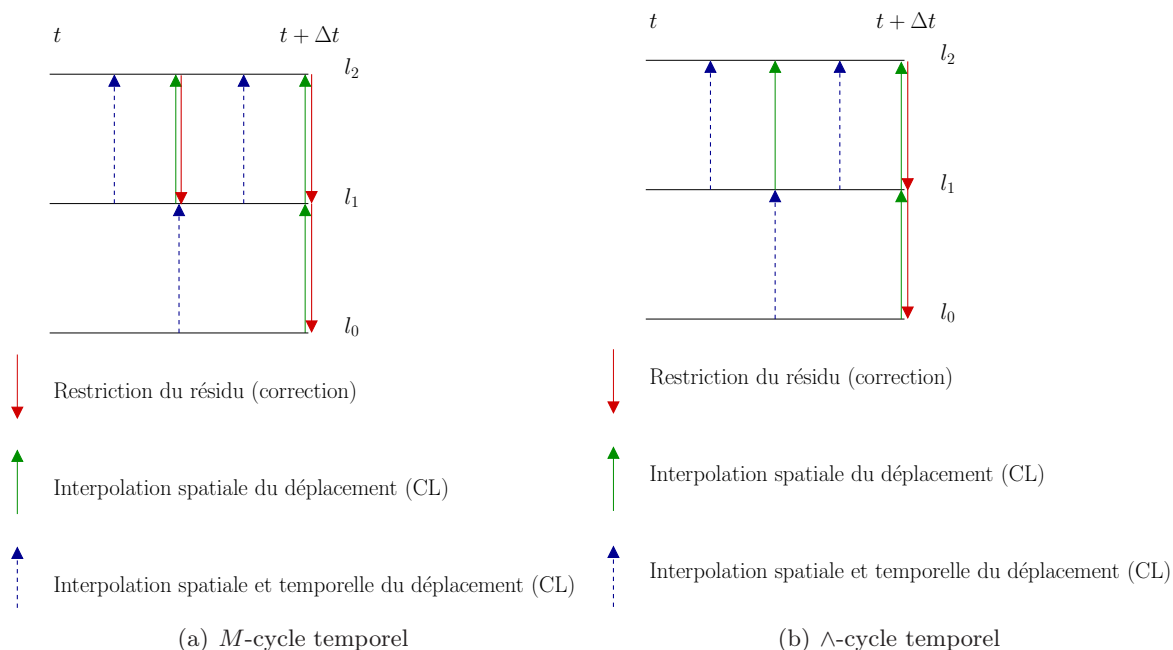 t
t + Δt
l₂
l₁
l₀
Restriction du résidu (correction)
Interpolation spatiale du déplacement (CL)
Interpolation spatiale et temporelle du déplacement (CL)
(a) M-cycle temporel
t
t + Δt
l₂
l₁
l₀
Restriction du résidu (correction)
Interpolation spatiale du déplacement (CL)
Interpolation spatiale et temporelle du déplacement (CL)
(b) ∧-cycle temporel